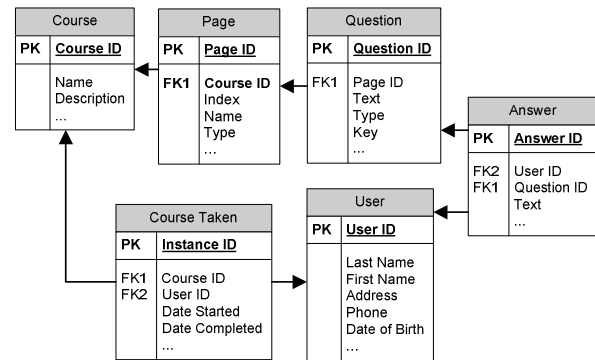 Course
PK Course ID
Name
Description
...
Page
PK Page ID
FK1 Course ID
Index
Name
Type
...
Question
PK Question ID
FK1 Page ID
Text
Type
Key
...
Answer
PK Answer ID
FK2 User ID
FK1 Question ID
Text
...
Course Taken
PK Instance ID
FK1 Course ID
FK2 User ID
Date Started
Date Completed
...
User
PK User ID
Last Name
First Name
Address
Phone
Date of Birth
...